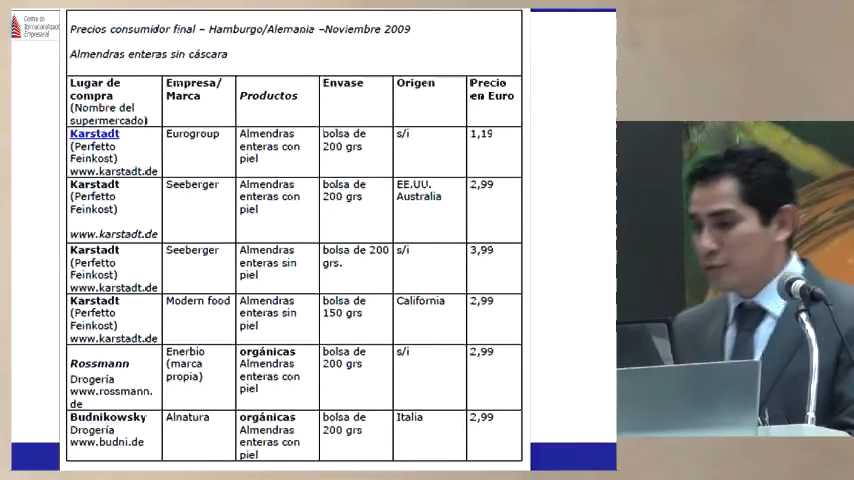 Centro de
Internacionalización
Empresarial
Precios consumidor final – Hamburgo/Alemania –Noviembre 2009
Almendras enteras sin cáscara
Lugar de compra (Nombre del supermercado) Empresa/ Marca Productos Envase Origen Precio en Euro
Karstadt (Perfetto Feinkost) www.karstadt.de Eurogroup Almendras enteras con piel bolsa de 200 grs s/i 1,19
Karstadt (Perfetto Feinkost) www.karstadt.de Seeberger Almendras enteras con piel bolsa de 200 grs EE.UU. Australia 2,99
Karstadt (Perfetto Feinkost) www.karstadt.de Seeberger Almendras enteras sin piel bolsa de 200 grs. s/i 3,99
Karstadt (Perfetto Feinkost) www.karstadt.de Modern food Almendras enteras sin piel bolsa de 150 grs California 2,99
Rossmann Drogería www.rossmann.de Enerbio (marca propia) orgánicas Almendras enteras con piel bolsa de 200 grs s/i 2,99
Budnikowsky Drogería www.budni.de Alnatura orgánicas Almendras enteras con piel bolsa de 200 grs Italia 2,99